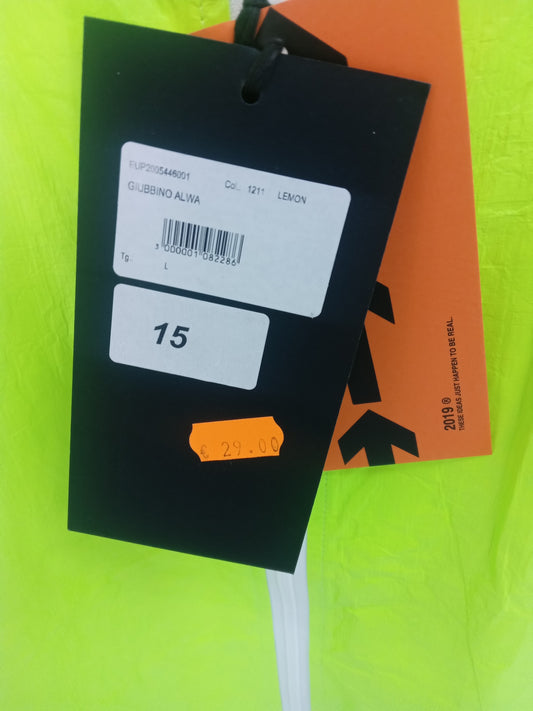 PUP2005446001
Col.. 1211 LEMON
GIUBBINO ALWA
3 000001 082286
Tg. L
15
€ 29.00
2019 ®
THESE IDEAS JUST HAPPEN TO BE REAL.